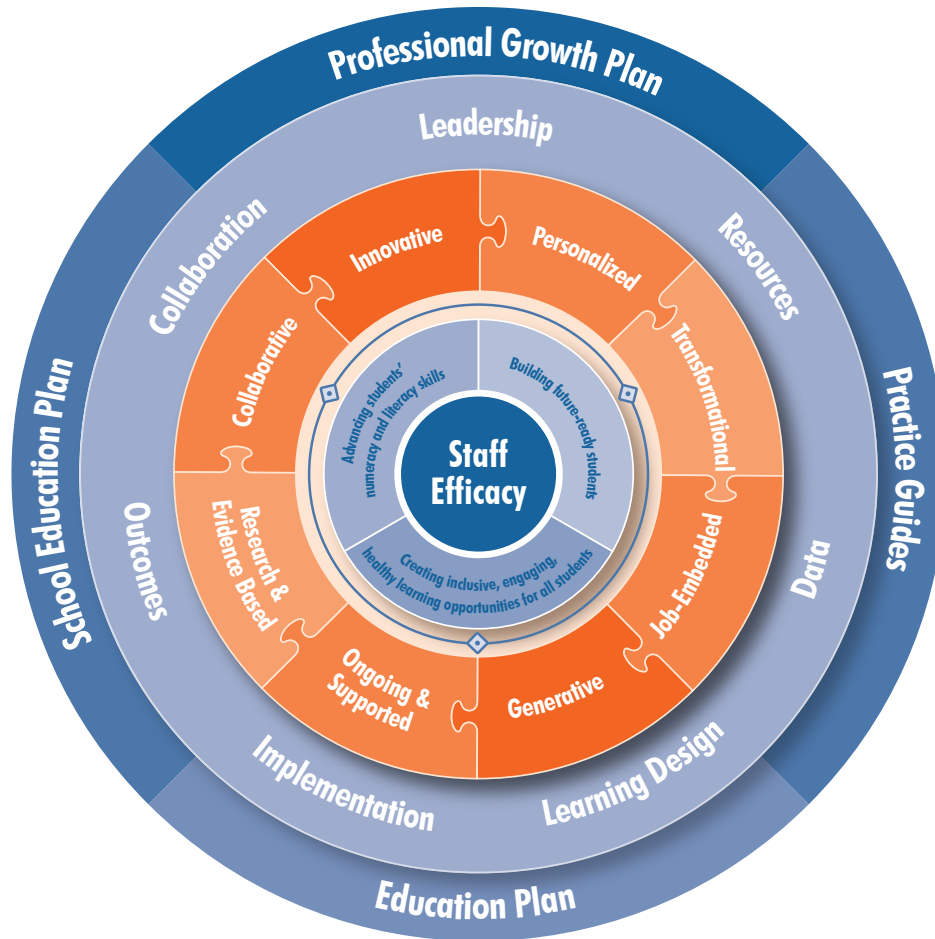 Professional Growth Plan
Practice Guides
Education Plan
School Education Plan
Leadership
Resources
Data
Learning Design
Implementation
Outcomes
Collaboration
Innovative
Personalized
Transformational
Job-Embedded
Generative
Ongoing &
Supported
Research &
Evidence Based
Collaborative
Advancing students’
numeracy and literacy skills
Building future-ready students
Creating inclusive, engaging,
healthy learning opportunities for all students
Staff
Efficacy